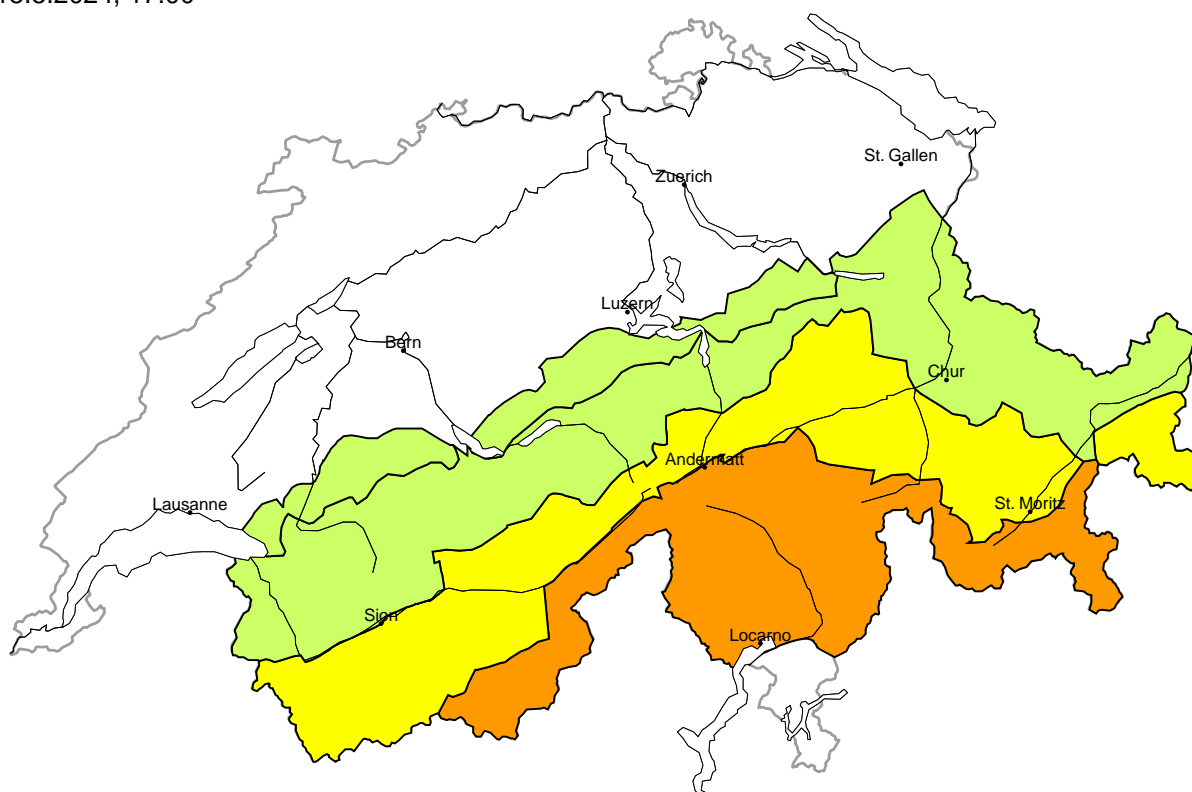 St. Gallen
Zuerich
Luzern
Bern
Chur
Andermatt
St. Moritz
Lausanne
Sion
Locarno